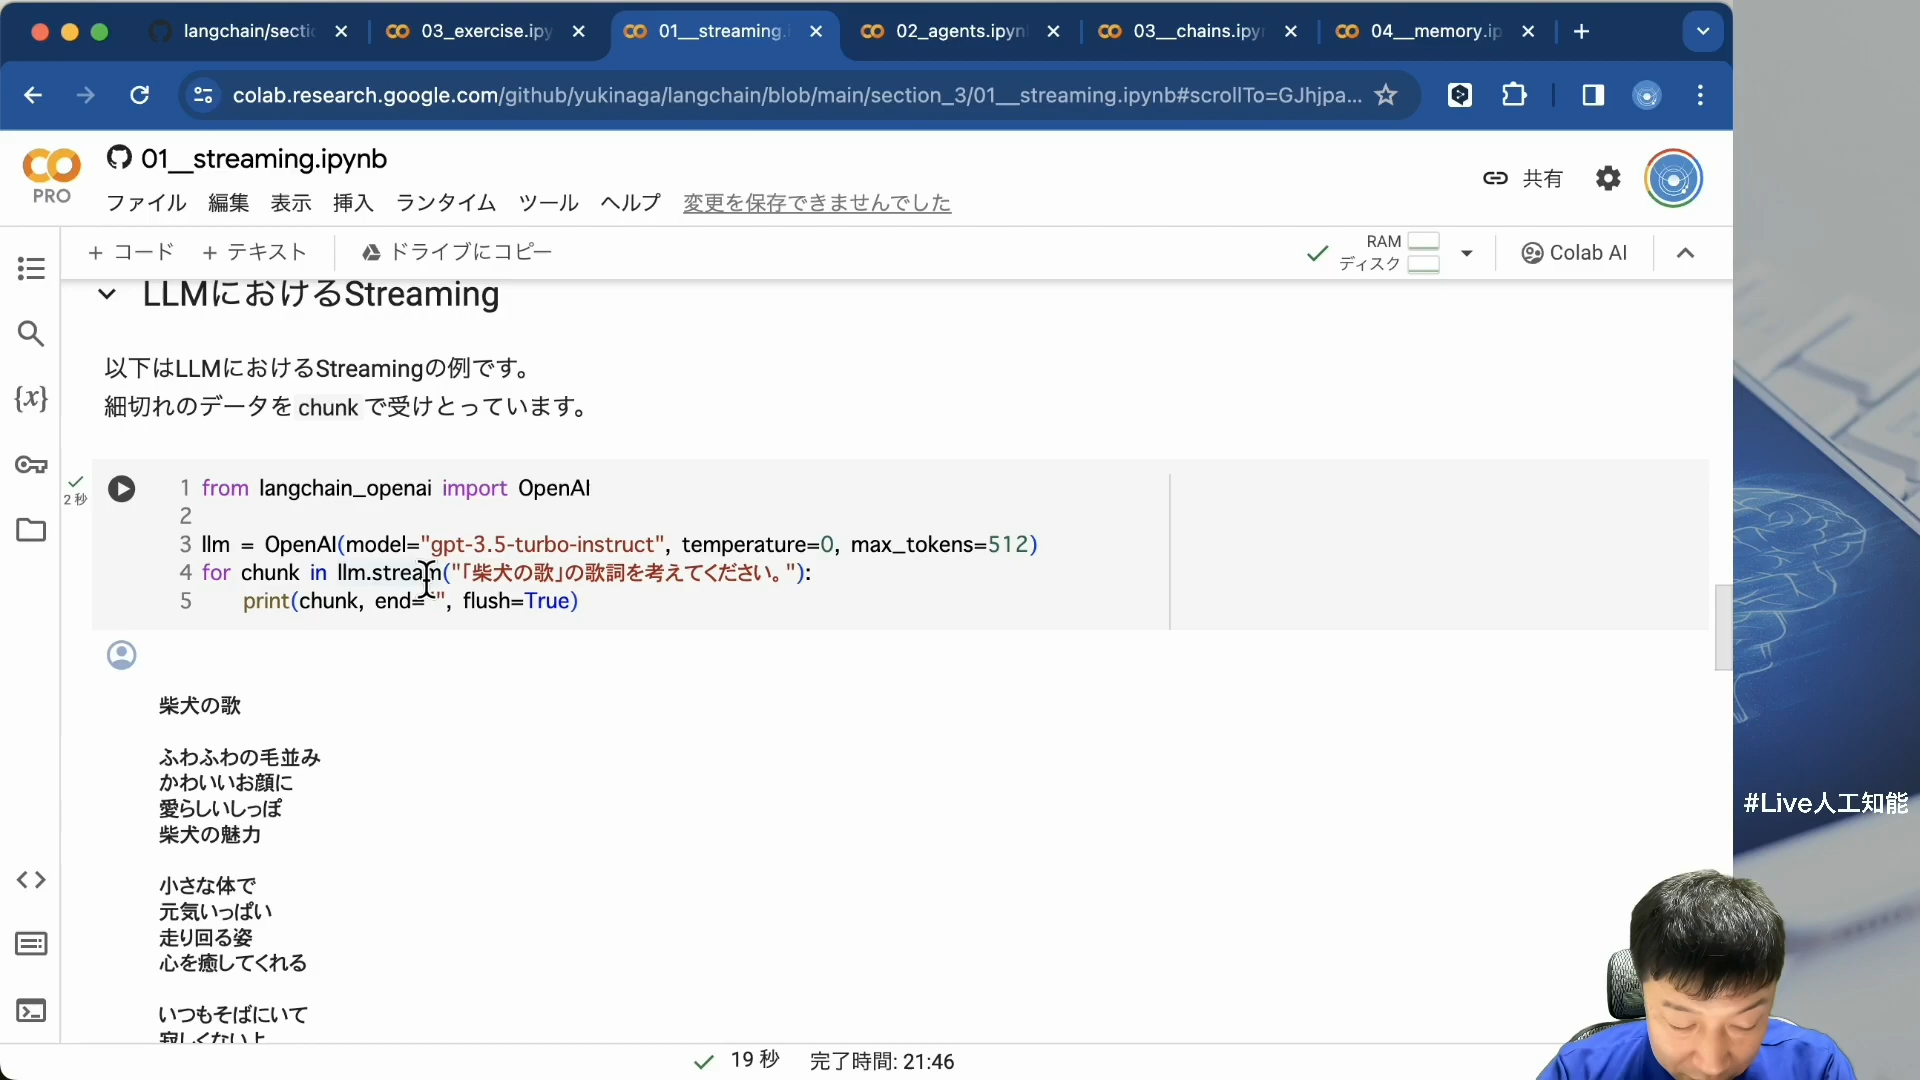 langchain/secti
03_exercise.ipy
01__streaming.
02_agents.ipyn
03__chains.ipyn
04__memory.ip
colab.research.google.com/github/yukinaga/langchain/blob/main/section_3/01__streaming.ipynb#scrollTo=GJhjpa...
PRO
01__streaming.ipynb
共有
ファイル 編集 表示 挿入 ランタイム ツール ヘルプ 変更を保存できませんでした
+ コード + テキスト ドライブにコピー
RAM
ディスク
Colab AI
LLMにおけるStreaming
以下はLLMにおけるStreamingの例です。
細切れのデータを chunk で受けとっています。
2 秒
1 from langchain_openai import OpenAI
2
3 llm = OpenAI(model="gpt-3.5-turbo-instruct", temperature=0, max_tokens=512)
4 for chunk in llm.stream("「柴犬の歌」の歌詞を考えてください。"):
5 print(chunk, end="", flush=True)
柴犬の歌
ふわふわの毛並み
かわいいお顔に
愛らしいしっぽ
柴犬の魅力
小さな体で
元気いっぱい
走り回る姿
心を癒してくれる
いつもそばにいて
寂しくないよ
19 秒 完了時間: 21:46
#Live人工知能